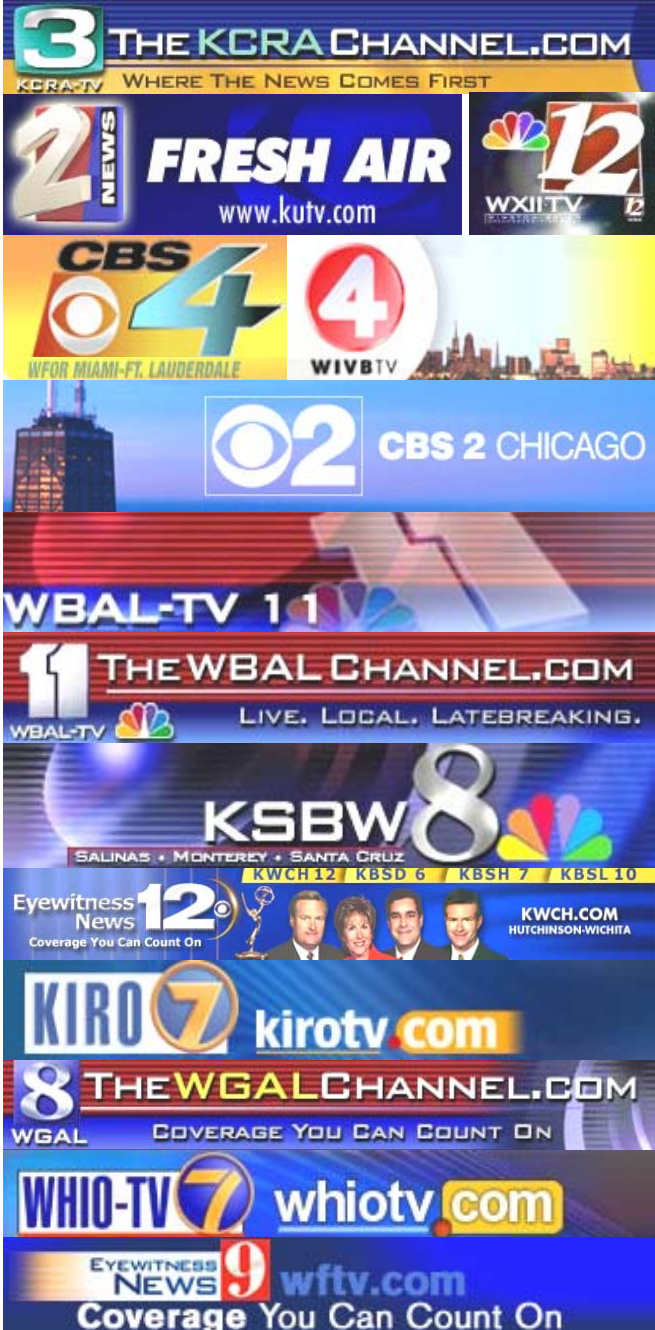 3 THE KCRA CHANNEL.COM
KCRA-TV WHERE THE NEWS COMES FIRST
2 NEWS
FRESH AIR
www.kutv.com
12
WXII·TV
12
CBS 4
WFOR MIAMI-FT. LAUDERDALE
4
WIVBTV
2 CBS 2 CHICAGO
11
WBAL-TV 11
11 THE WBAL CHANNEL.COM
WBAL-TV LIVE. LOCAL. LATEBREAKING.
KSBW 8
SALINAS • MONTEREY • SANTA CRUZ
KWCH 12 / KBSD 6 / KBSH 7 / KBSL 10
Eyewitness News 12
Coverage You Can Count On
KWCH.COM
HUTCHINSON-WICHITA
KIRO 7 kirotv.com
8 THEWGALCHANNEL.COM
WGAL COVERAGE YOU CAN COUNT ON
WHIO-TV 7 whiotv.com
EYEWITNESS NEWS 9 wftv.com
Coverage You Can Count On